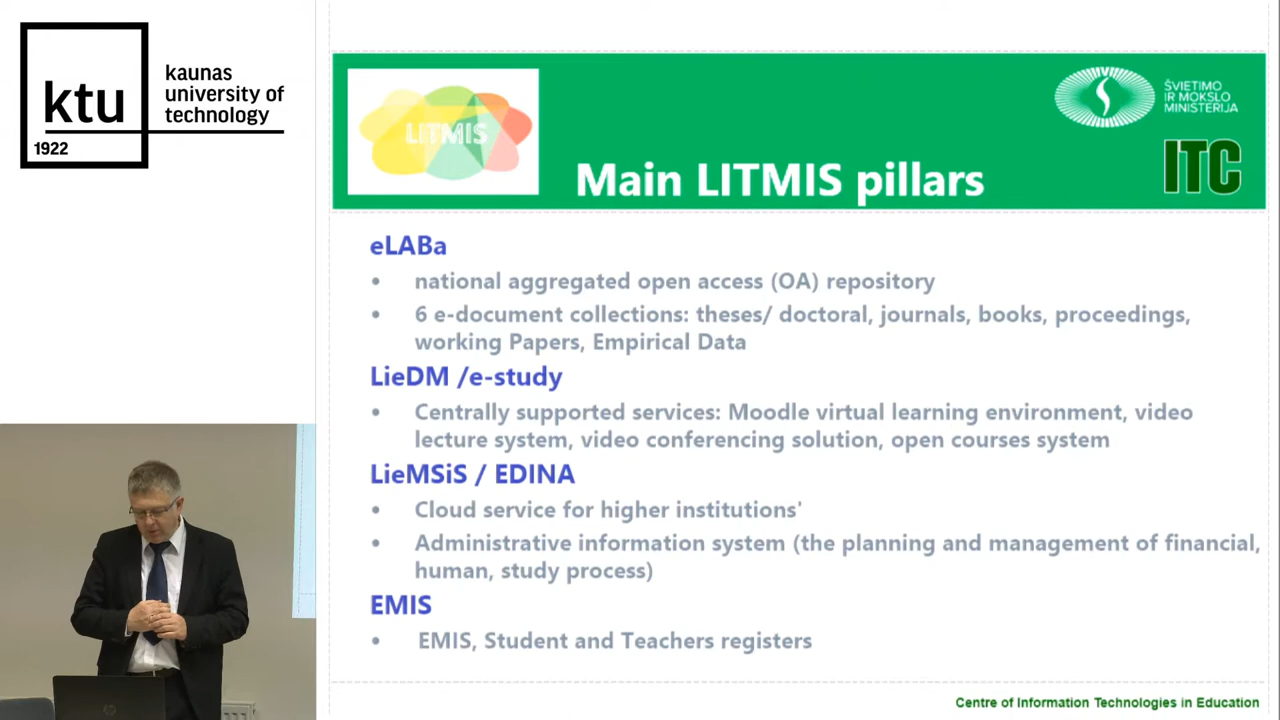 ktu
1922
kaunas
university of
technology
LITMIS
ŠVIETIMO
IR MOKSLO
MINISTERIJA
ITC
Main LITMIS pillars
eLABa
• national aggregated open access (OA) repository
• 6 e-document collections: theses/ doctoral, journals, books, proceedings,
working Papers, Empirical Data
LieDM /e-study
• Centrally supported services: Moodle virtual learning environment, video
lecture system, video conferencing solution, open courses system
LieMSiS / EDINA
• Cloud service for higher institutions'
• Administrative information system (the planning and management of financial,
human, study process)
EMIS
• EMIS, Student and Teachers registers
Centre of Information Technologies in Education